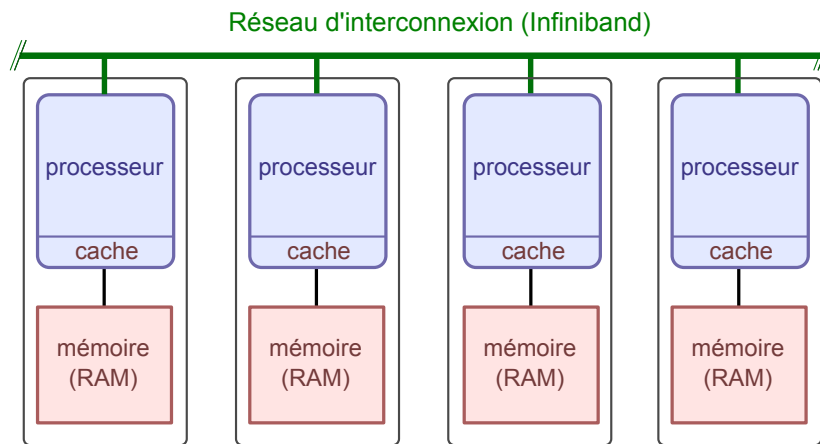 Réseau d'interconnexion (Infiniband)
processeur
cache
mémoire
(RAM)
processeur
cache
mémoire
(RAM)
processeur
cache
mémoire
(RAM)
processeur
cache
mémoire
(RAM)